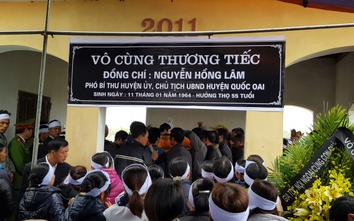 2011
VÔ CÙNG THƯƠNG TIẾC
ĐỒNG CHÍ : NGUYỄN HỒNG LÂM
PHÓ BÍ THƯ HUYỆN ỦY, CHỦ TỊCH UBND HUYỆN QUỐC OAI
SINH NGÀY : 11 THÁNG 01 NĂM 1964 - HƯỞNG THỌ 55 TUỔI